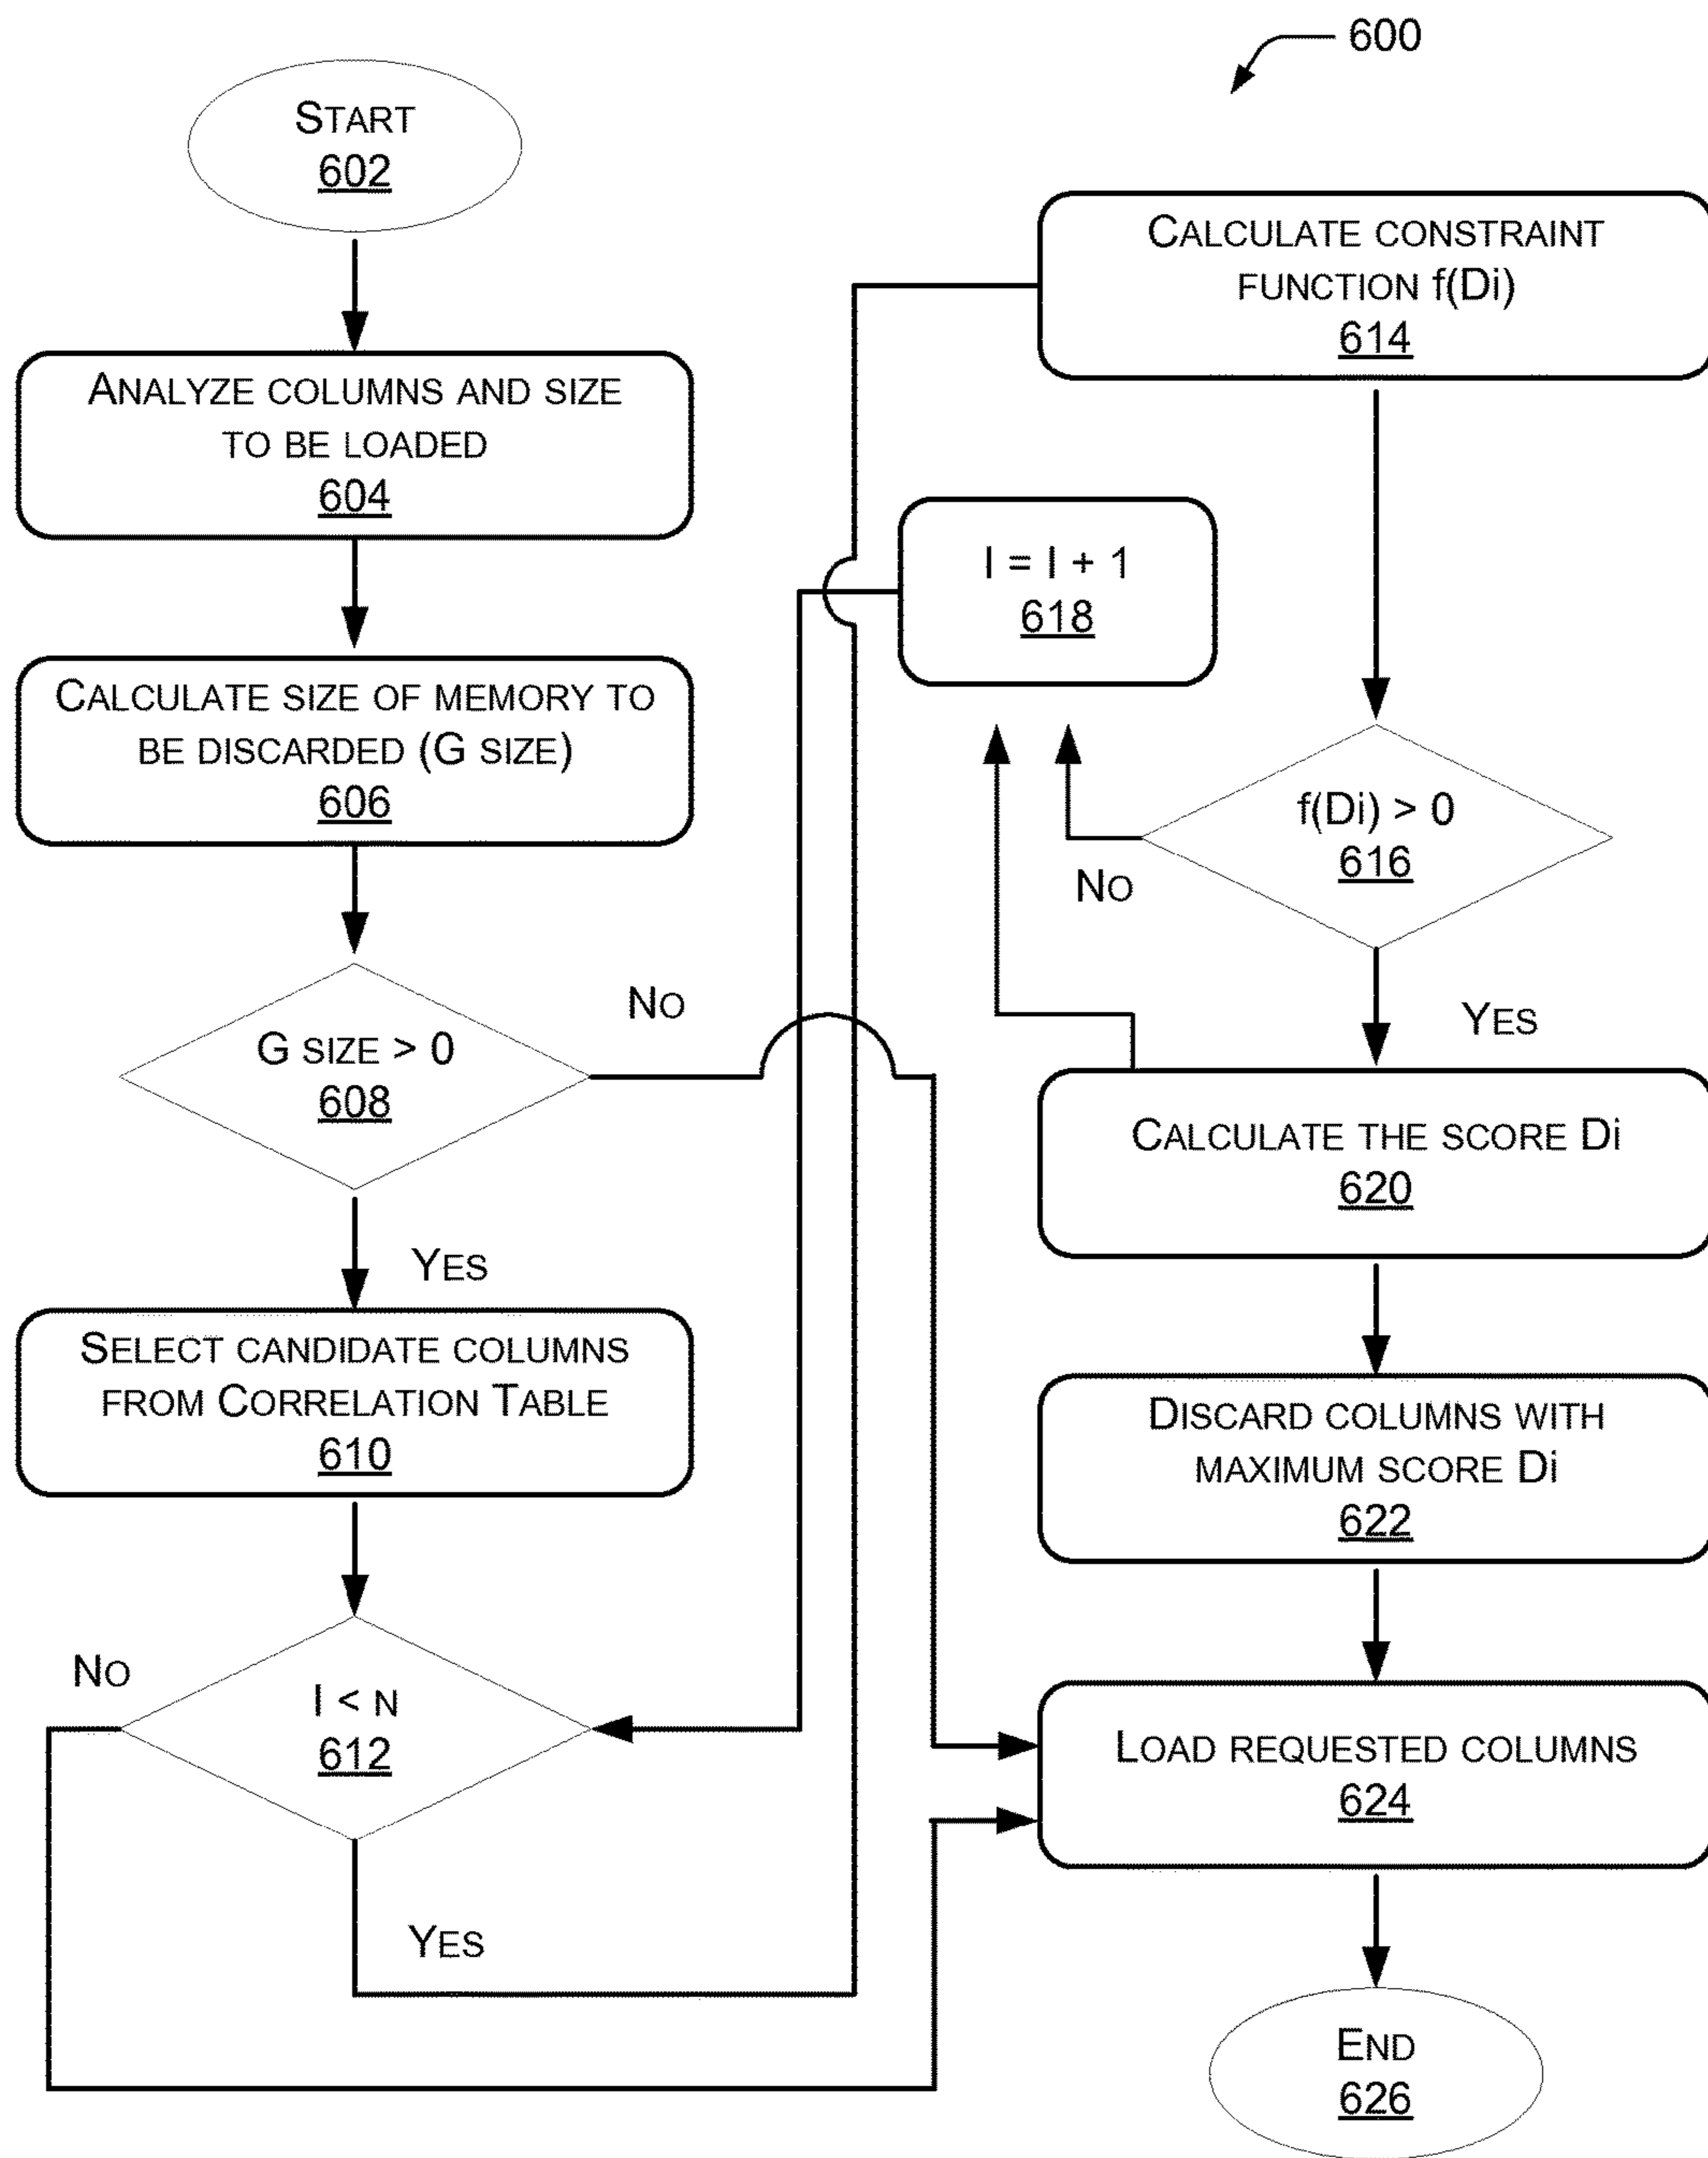 600
START
602
ANALYZE COLUMNS AND SIZE
TO BE LOADED
604
CALCULATE SIZE OF MEMORY TO
BE DISCARDED (G SIZE)
606
G SIZE > 0
608
NO
YES
SELECT CANDIDATE COLUMNS
FROM CORRELATION TABLE
610
NO
I < N
612
YES
CALCULATE CONSTRAINT
FUNCTION f(Di)
614
I = I + 1
618
f(Di) > 0
616
NO
YES
CALCULATE THE SCORE Di
620
DISCARD COLUMNS WITH
MAXIMUM SCORE Di
622
LOAD REQUESTED COLUMNS
624
END
626